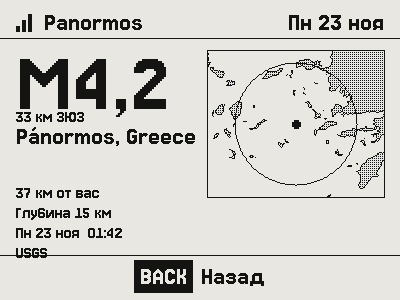 Panormos Пн 23 ноя
M4,2
33 км ЗЮЗ
Pánormos, Greece
37 км от вас
Глубина 15 км
Пн 23 ноя 01:42
USGS
BACK Назад